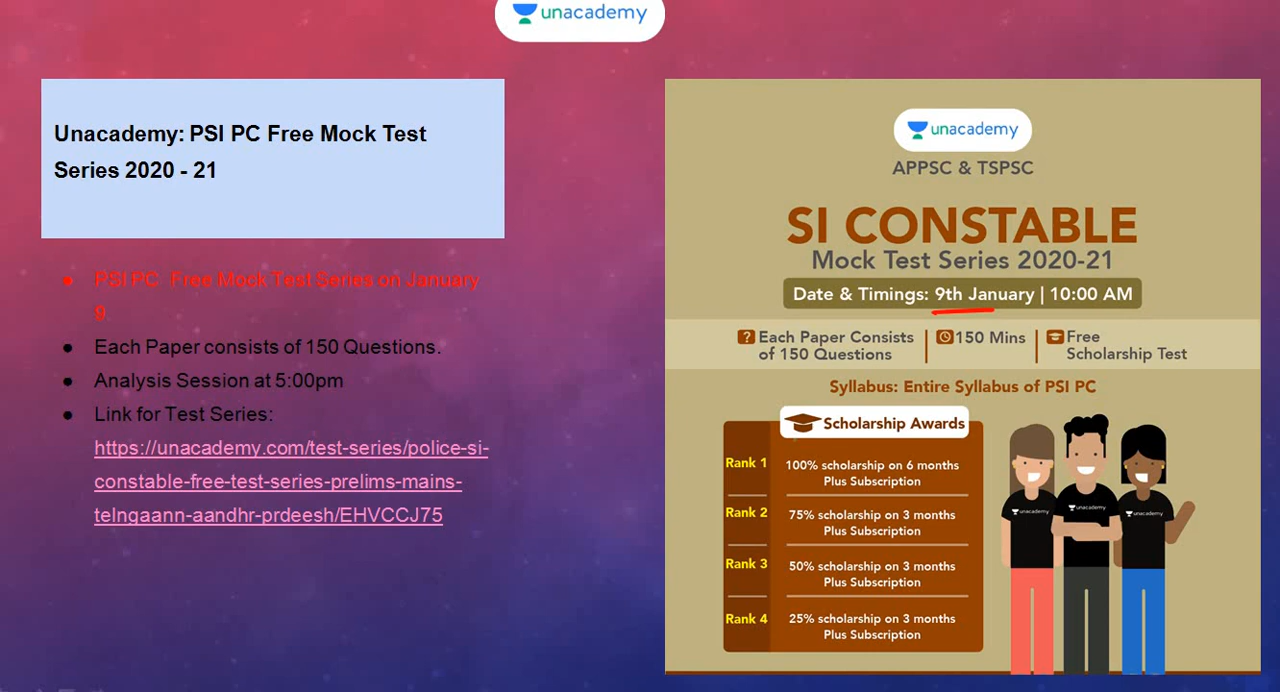 unacademy
Unacademy: PSI PC Free Mock Test
Series 2020 - 21
● PSI PC Free Mock Test Series on January
9.
● Each Paper consists of 150 Questions.
● Analysis Session at 5:00pm
● Link for Test Series:
https://unacademy.com/test-series/police-si-
constable-free-test-series-prelims-mains-
telngaann-aandhr-prdeesh/EHVCCJ75
unacademy
APPSC & TSPSC
SI CONSTABLE
Mock Test Series 2020-21
Date & Timings: 9th January | 10:00 AM
? Each Paper Consists
of 150 Questions
150 Mins
Free
Scholarship Test
Syllabus: Entire Syllabus of PSI PC
Scholarship Awards
Rank 1
100% scholarship on 6 months
Plus Subscription
Rank 2
75% scholarship on 3 months
Plus Subscription
Rank 3
50% scholarship on 3 months
Plus Subscription
Rank 4
25% scholarship on 3 months
Plus Subscription
unacademy
unacademy
unacademy